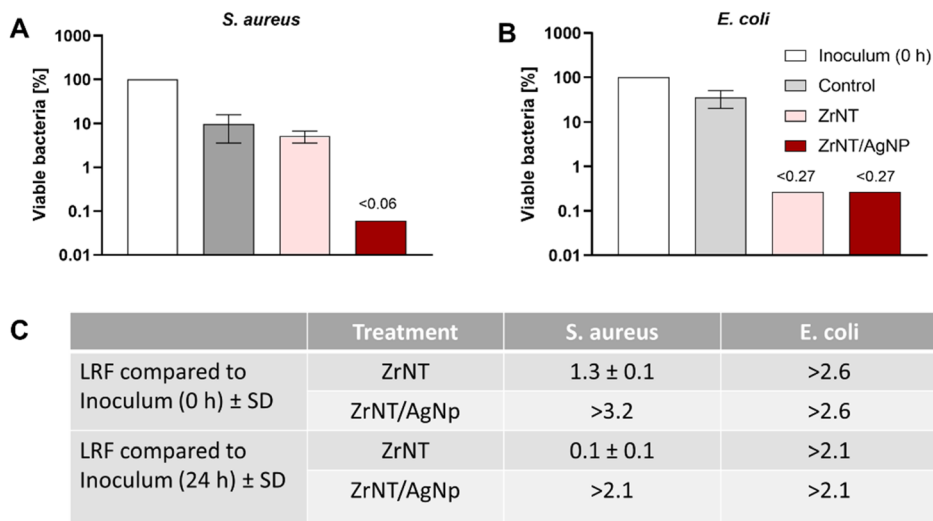 A
S. aureus
Viable bacteria [%]
1000
100
10
1
0.1
0.01
<0.06
B
E. coli
Viable bacteria [%]
1000
100
10
1
0.1
0.01
<0.27
<0.27
Inoculum (0 h)
Control
ZrNT
ZrNT/AgNP
C
Treatment S. aureus E. coli
LRF compared to
Inoculum (0 h) ± SD
ZrNT 1.3 ± 0.1 >2.6
ZrNT/AgNp >3.2 >2.6
LRF compared to
Inoculum (24 h) ± SD
ZrNT 0.1 ± 0.1 >2.1
ZrNT/AgNp >2.1 >2.1